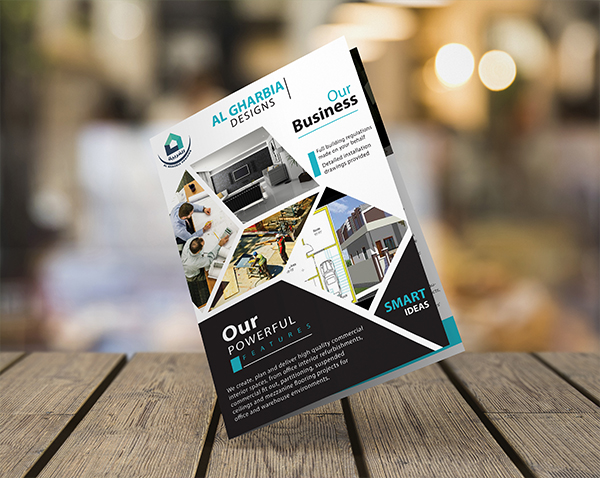 AL GHARBIA
DESIGNS
Our
Business
Full building regulations
made on your behalf
Detailed installation
drawings provided
SMART
IDEAS
Our
POWERFUL
FEATURES
We create, plan and deliver high quality commercial
interior spaces, from office interior refurbishments,
commercial fit out, partitioning, suspended
ceilings and mezzanine flooring projects for
office and warehouse environments.